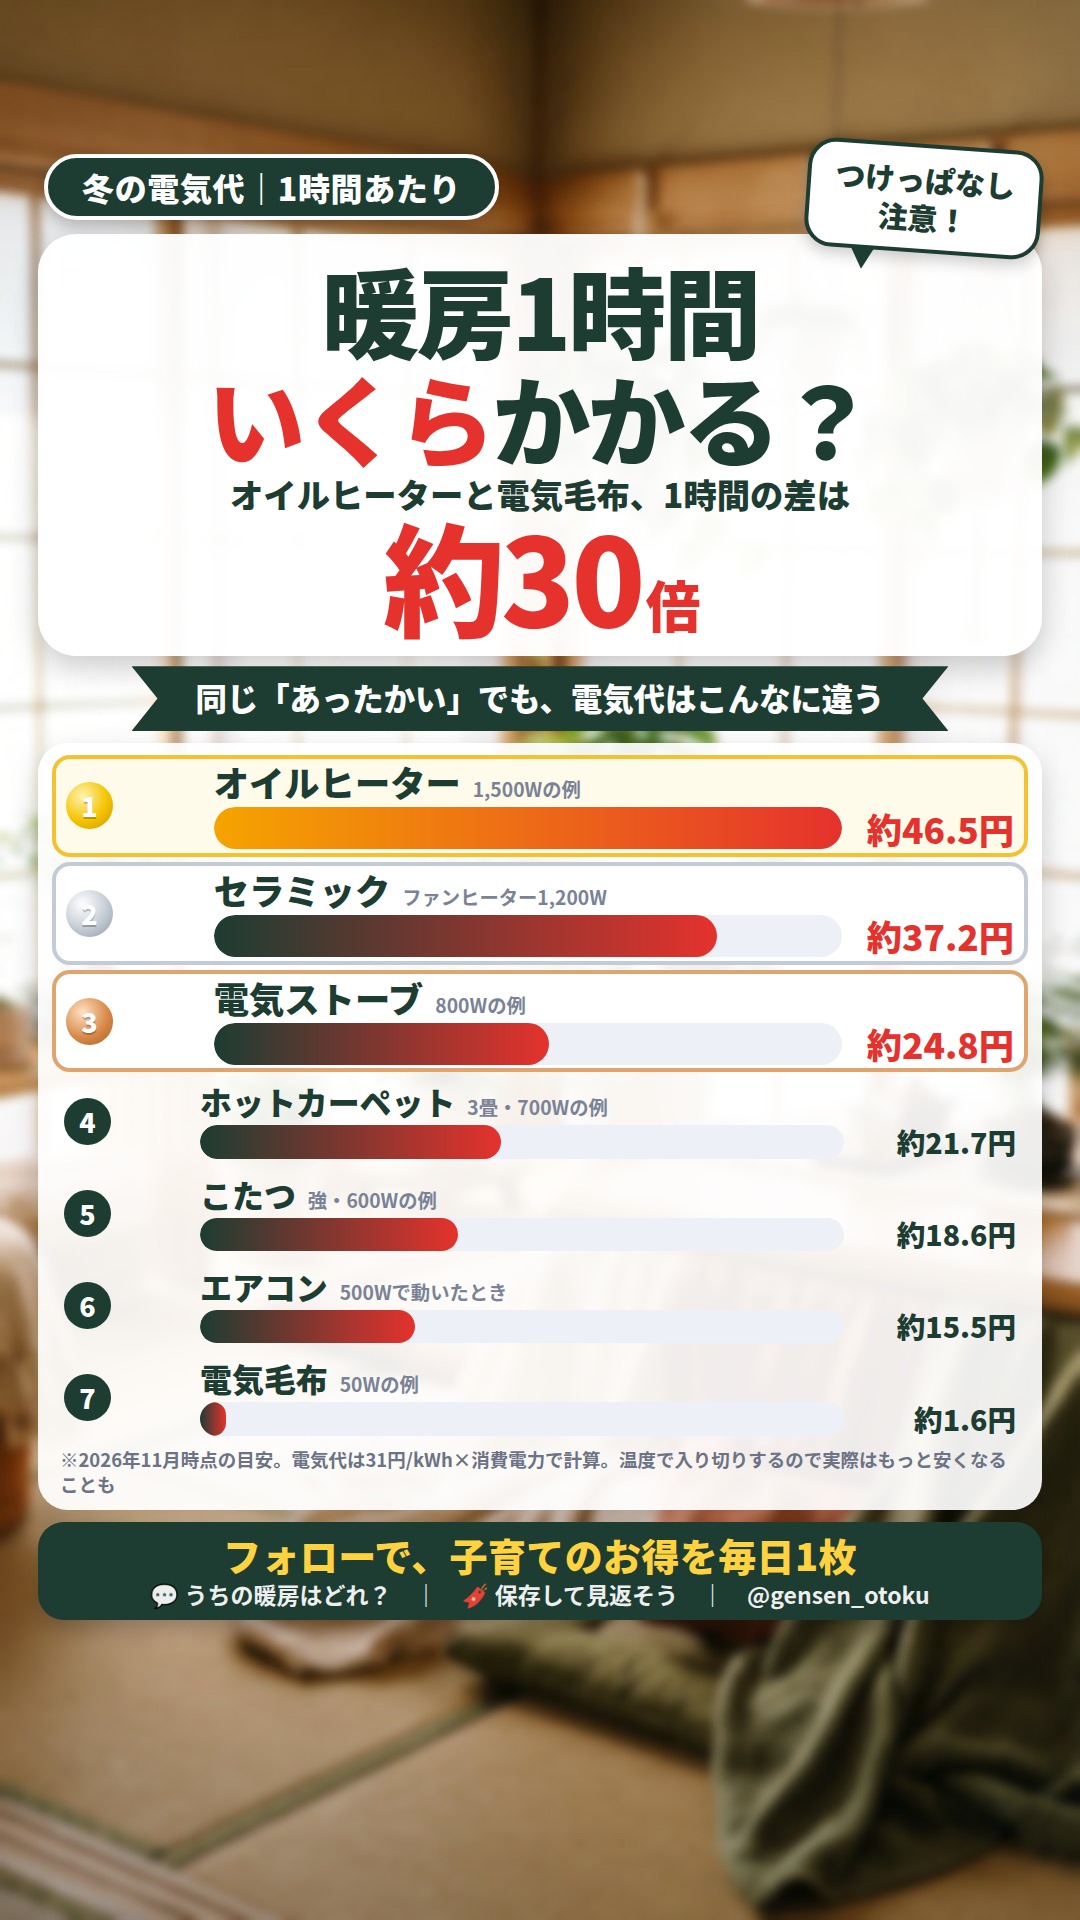 冬の電気代｜1時間あたり
つけっぱなし
注意！
暖房1時間
いくらかかる？
オイルヒーターと電気毛布、1時間の差は
約30倍
同じ「あったかい」でも、電気代はこんなに違う
1 オイルヒーター 1,500Wの例 約46.5円
2 セラミック ファンヒーター1,200W 約37.2円
3 電気ストーブ 800Wの例 約24.8円
4 ホットカーペット 3畳・700Wの例 約21.7円
5 こたつ 強・600Wの例 約18.6円
6 エアコン 500Wで動いたとき 約15.5円
7 電気毛布 50Wの例 約1.6円
※2026年11月時点の目安。電気代は31円/kWh×消費電力で計算。温度で入り切りするので実際はもっと安くなる
ことも
フォローで、子育てのお得を毎日1枚
💬 うちの暖房はどれ？ ｜ 🔖 保存して見返そう ｜ @gensen_otoku